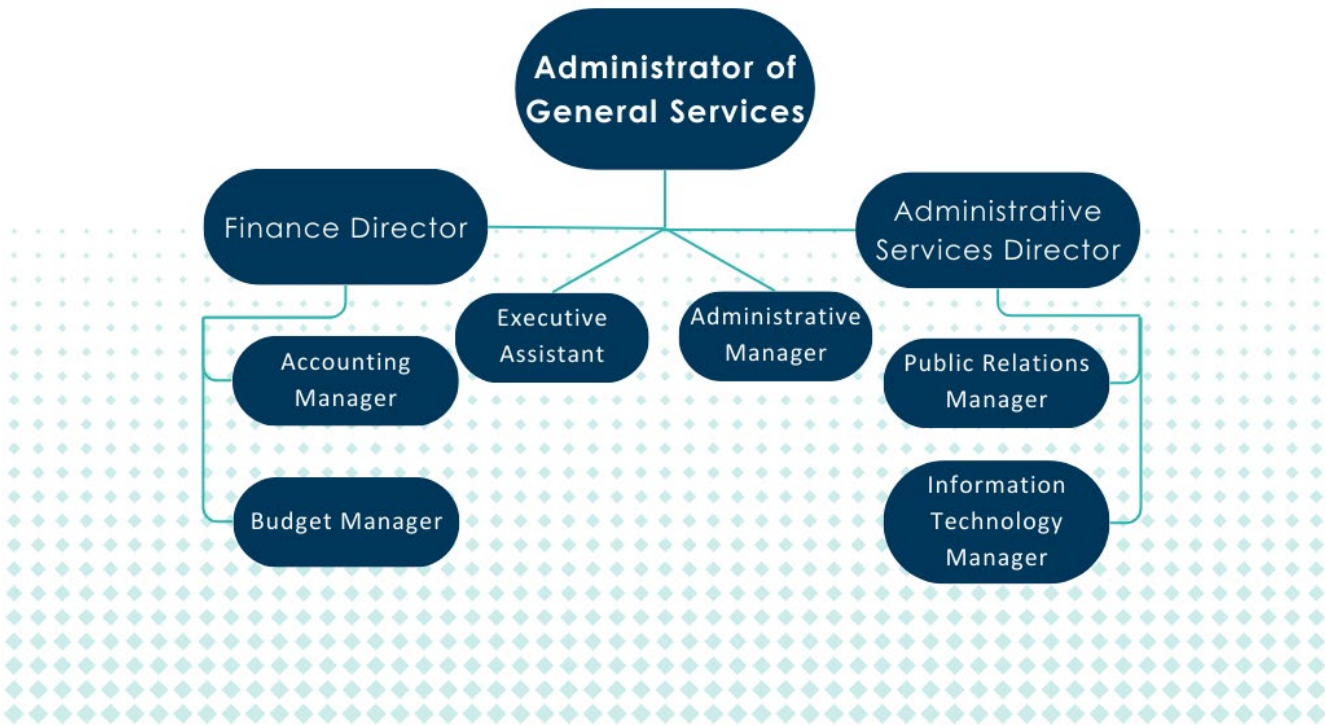 Administrator of
General Services
Finance Director
Administrative
Services Director
Executive
Assistant
Administrative
Manager
Accounting
Manager
Public Relations
Manager
Budget Manager
Information
Technology
Manager